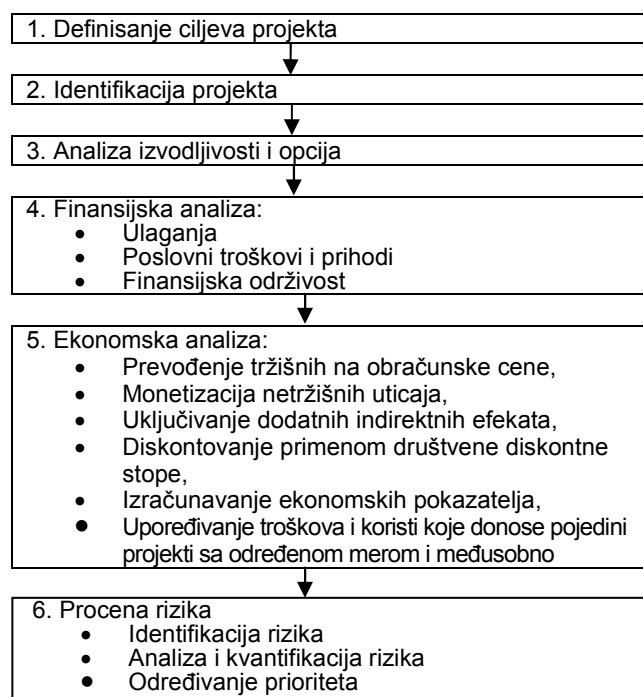 1. Definisanje ciljeva projekta
2. Identifikacija projekta
3. Analiza izvodljivosti i opcija
4. Finansijska analiza:
• Ulaganja
• Poslovni troškovi i prihodi
• Finansijska održivost
5. Ekonomska analiza:
• Prevođenje tržišnih na obračunske cene,
• Monetizacija netržišnih uticaja,
• Uključivanje dodatnih indirektnih efekata,
• Diskontovanje primenom društvene diskontne
stope,
• Izračunavanje ekonomskih pokazatelja,
• Upoređivanje troškova i koristi koje donose pojedini
projekti sa određenom merom i međusobno
6. Procena rizika
• Identifikacija rizika
• Analiza i kvantifikacija rizika
• Određivanje prioriteta